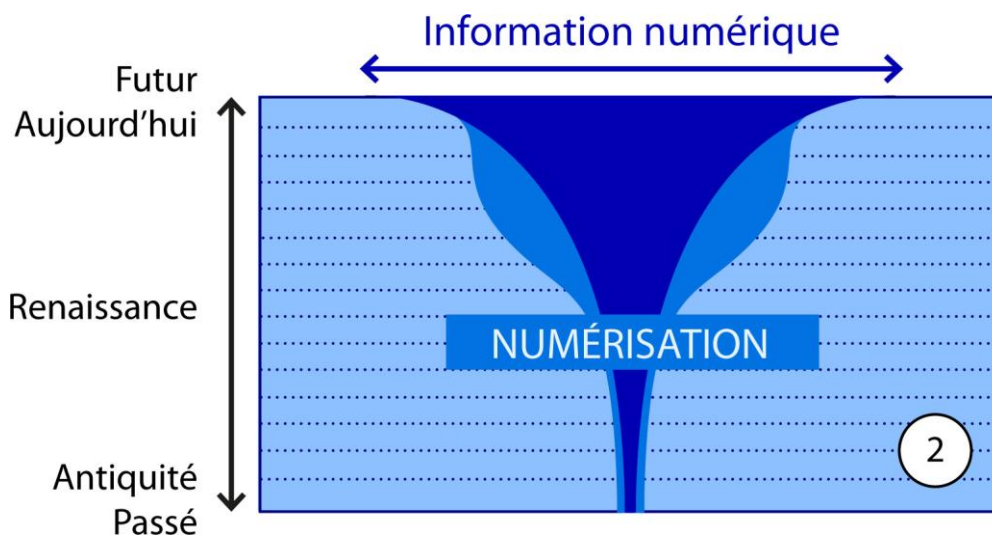 Information numérique
Futur
Aujourd'hui
Renaissance
NUMÉRISATION
2
Antiquité
Passé